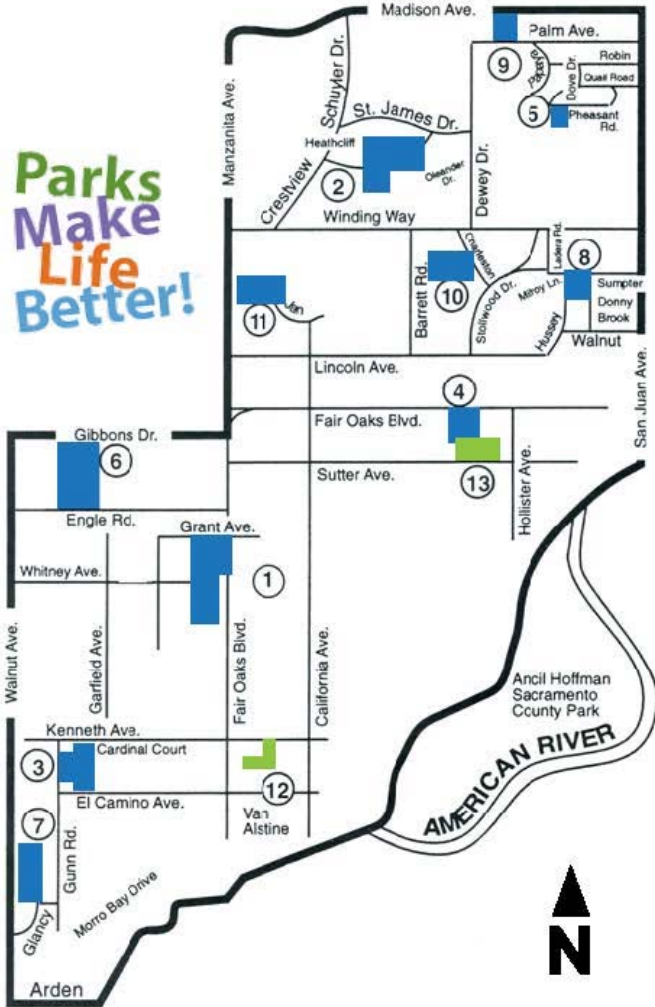 Madison Ave.
Palm Ave.
9
Papaya
Robin
Dove Dr.
Quail Road
5
Pheasant
Rd.
Manzanita Ave.
Schuyler Dr.
St. James Dr.
Heathcliff
2
Oleander
Dr.
Crestview
Dewey Dr.
Winding Way
Parks
Make
Life
Better!
Barrett Rd.
Charleston
10
Ladera Rd.
8
Stollwood Dr.
Milroy Ln.
Sumpter
Donny
Brook
Hussey
Walnut
11
Jan
Lincoln Ave.
San Juan Ave.
4
Fair Oaks Blvd.
Gibbons Dr.
6
Sutter Ave.
13
Hollister Ave.
Engle Rd.
Grant Ave.
Whitney Ave.
1
Walnut Ave.
Garfield Ave.
Fair Oaks Blvd.
California Ave.
Ancil Hoffman
Sacramento
County Park
AMERICAN RIVER
Kenneth Ave.
Cardinal Court
3
12
El Camino Ave.
Van
Alstine
7
Gunn Rd.
Morro Bay Drive
Glancy
Arden
N